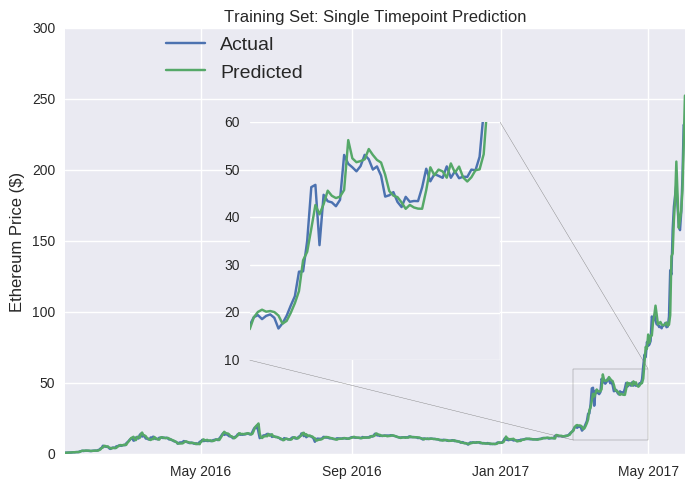 Training Set: Single Timepoint Prediction
300
250
200
150
100
50
0
Ethereum Price ($)
Actual
Predicted
60
50
40
30
20
10
May 2016
Sep 2016
Jan 2017
May 2017